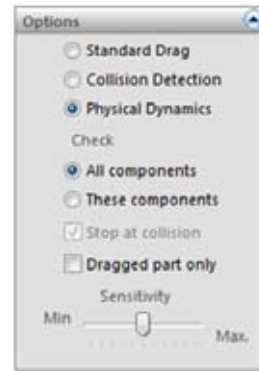 Options
Standard Drag
Collision Detection
Physical Dynamics
Check
All components
These components
Stop at collision
Dragged part only
Sensitivity
Min Max.